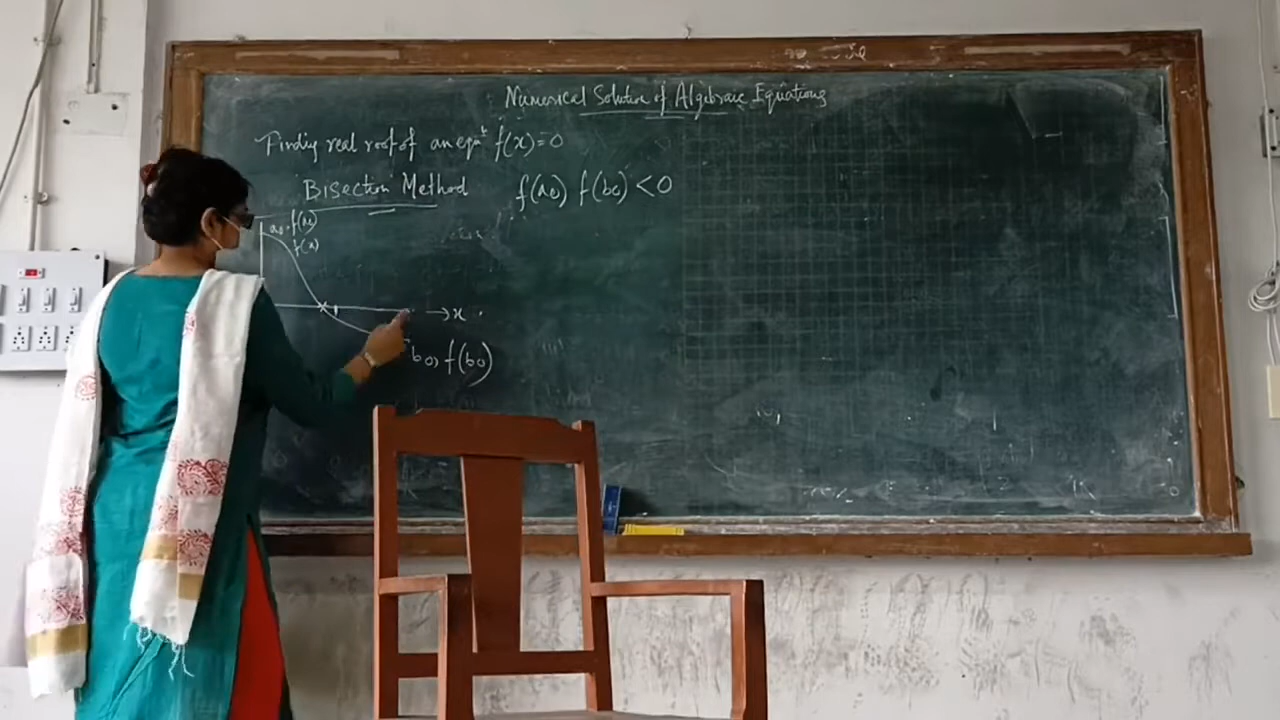 Numerical Solution of Algebraic Equations
Finding real root of an eqnᵗ f(x)=0
Bisection Method f(a0) f(b0) <0
a0, f(a0)
f(x)
→x
b0, f(b0)